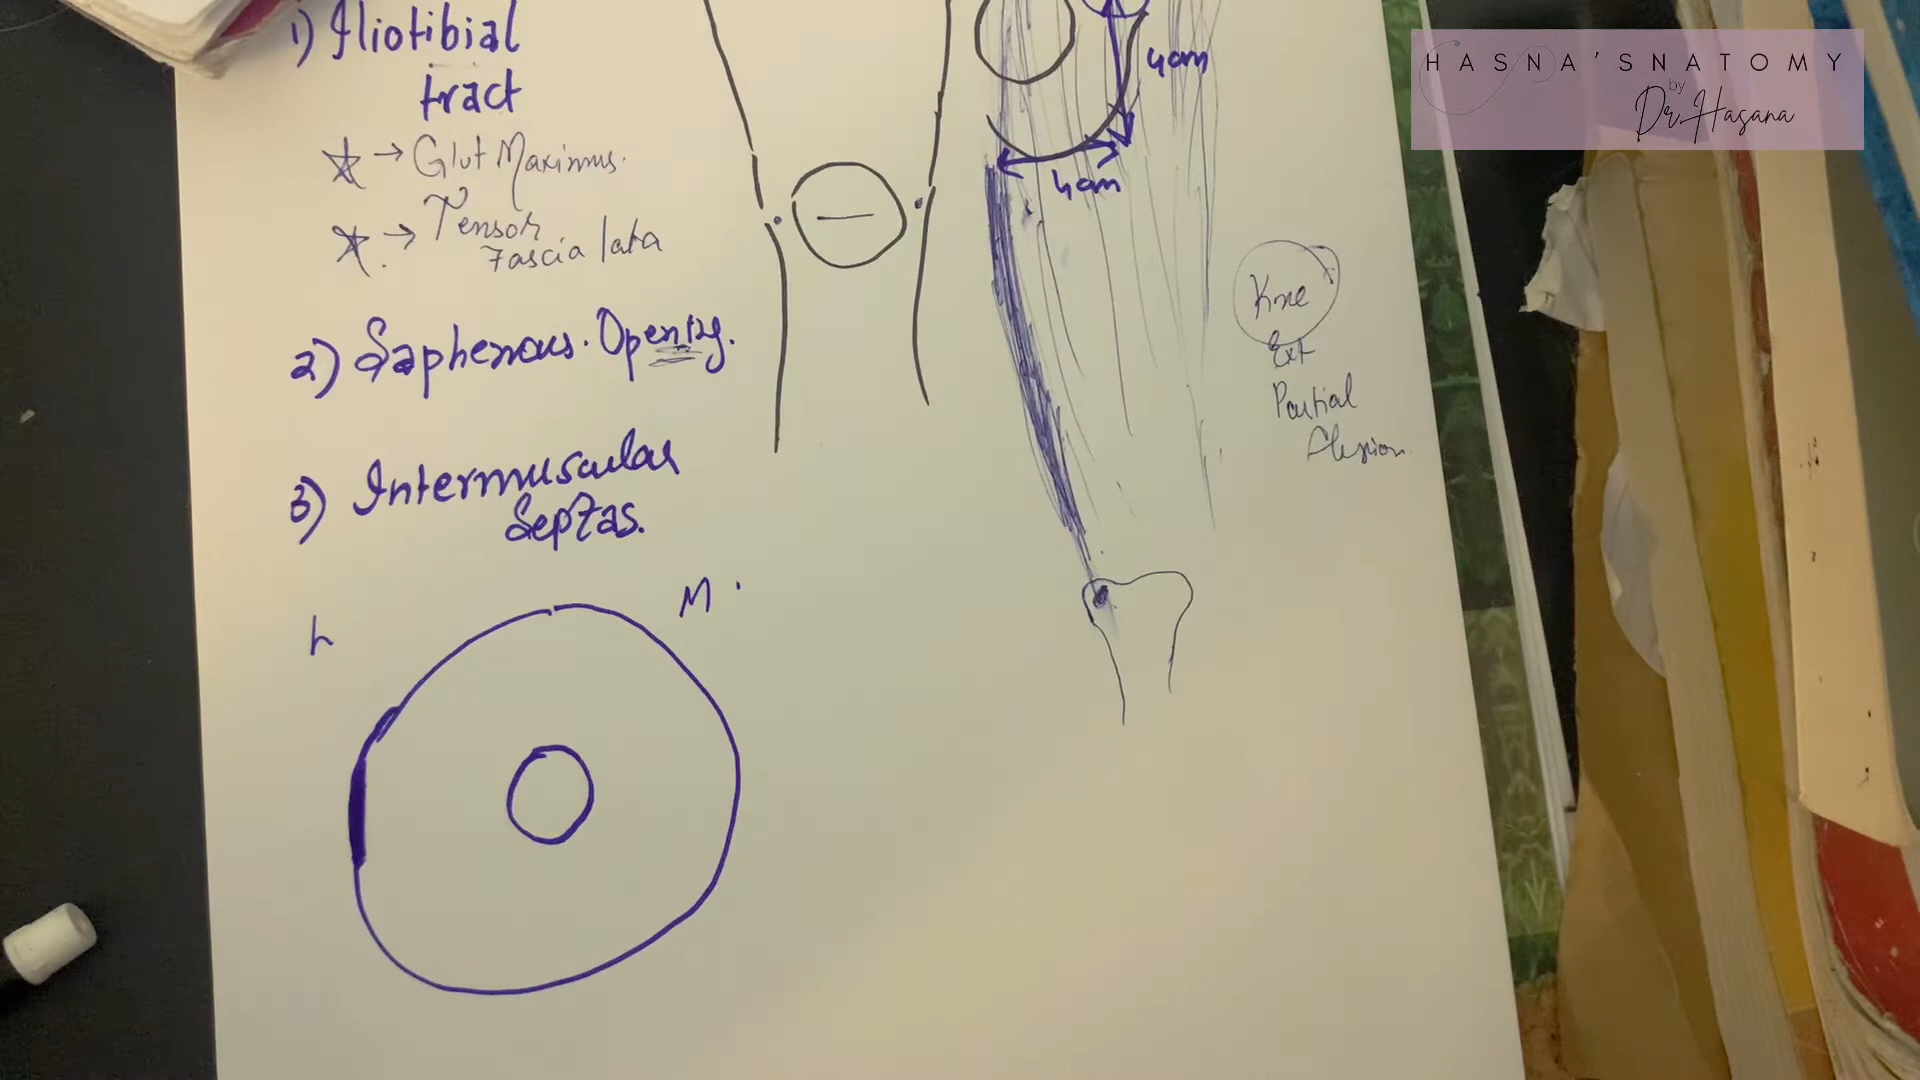 1) Iliotibial
tract
→ Glut Maximus.
→ Tensor
Fascia lata
2) Saphenous. Opening.
3) Intermuscular
Septas.
L
M
4cm
4cm
Knee
Ext
Partial
flexion
HASNA'SNATOMY
by
Dr.Hasana